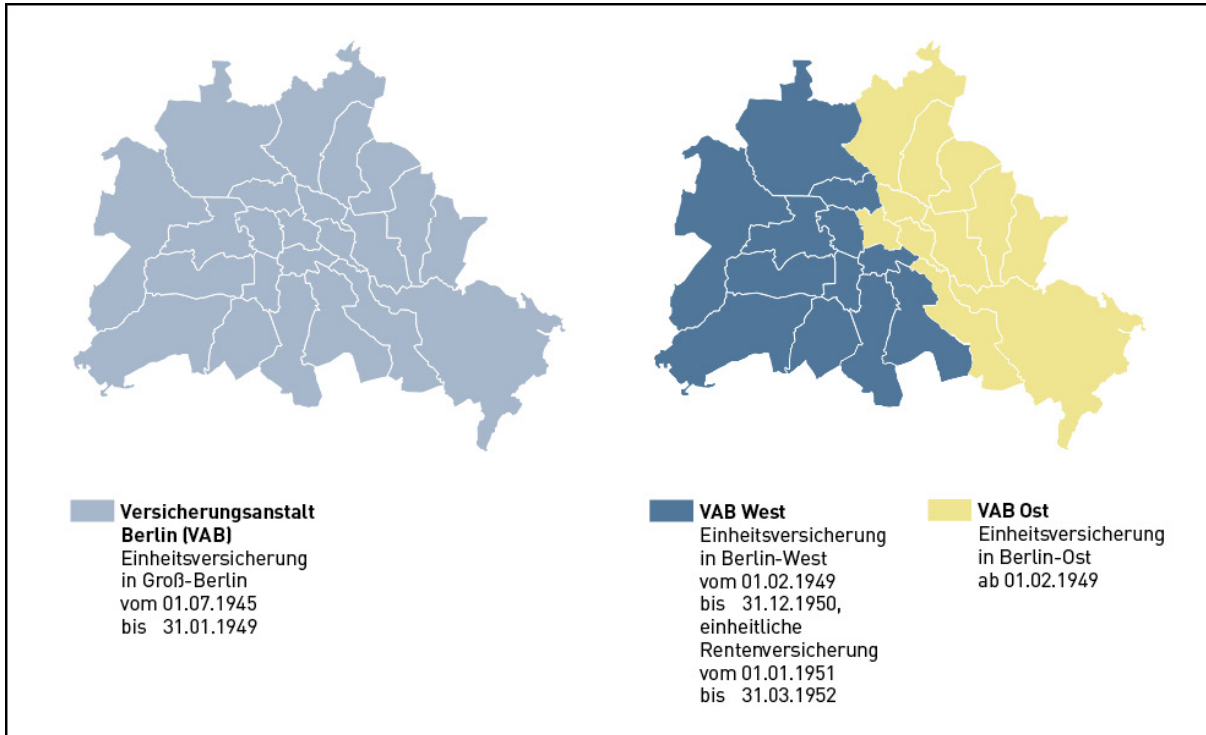 Versicherungsanstalt
Berlin (VAB)
Einheitsversicherung
in Groß-Berlin
vom 01.07.1945
bis 31.01.1949
VAB West
Einheitsversicherung
in Berlin-West
vom 01.02.1949
bis 31.12.1950,
einheitliche
Rentenversicherung
vom 01.01.1951
bis 31.03.1952
VAB Ost
Einheitsversicherung
in Berlin-Ost
ab 01.02.1949